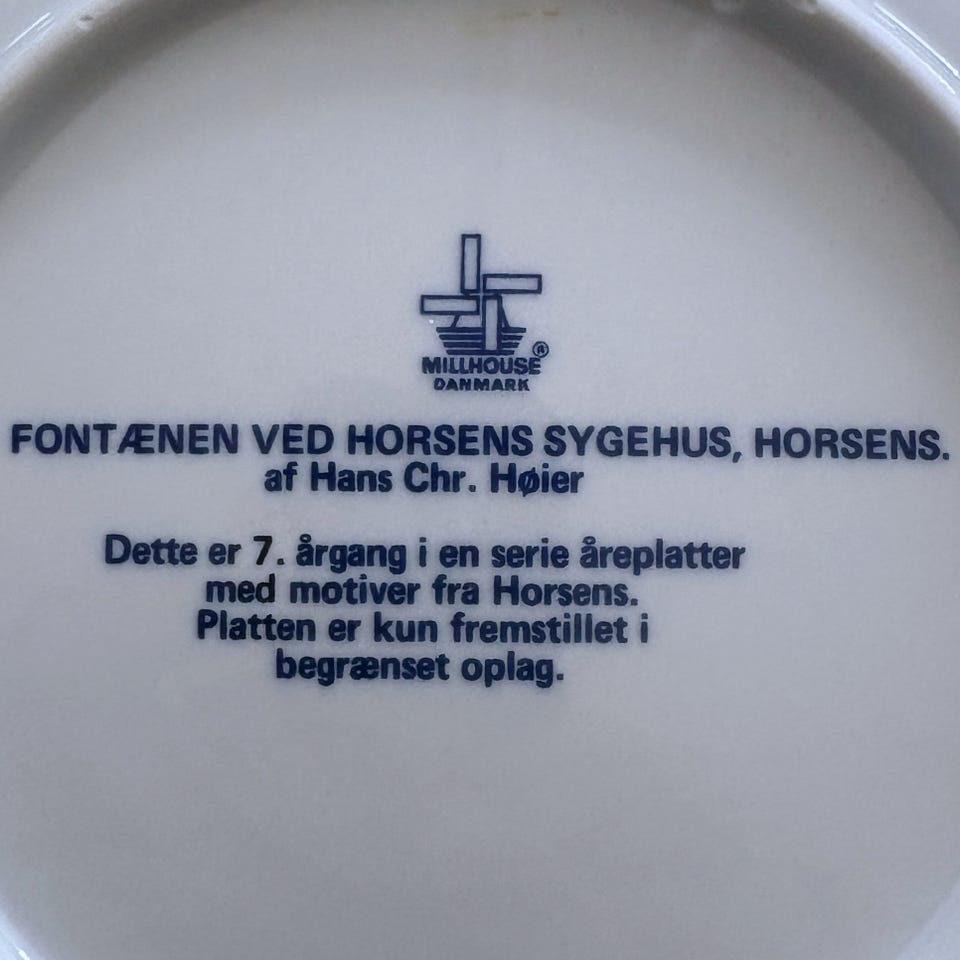 MILLHOUSE ®
DANMARK
FONTÆNEN VED HORSENS SYGEHUS, HORSENS.
af Hans Chr. Høier
Dette er 7. årgang i en serie åreplatter
med motiver fra Horsens.
Platten er kun fremstillet i
begrænset oplag.